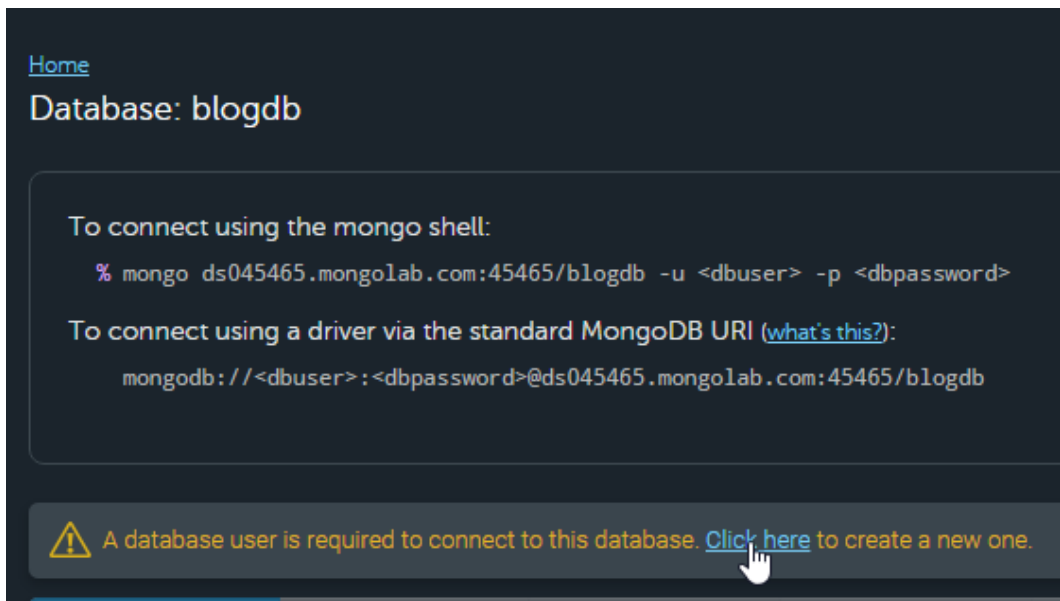 Home
Database: blogdb
To connect using the mongo shell:
% mongo ds045465.mongolab.com:45465/blogdb -u <dbuser> -p <dbpassword>
To connect using a driver via the standard MongoDB URI (what's this?):
mongodb://<dbuser>:<dbpassword>@ds045465.mongolab.com:45465/blogdb
A database user is required to connect to this database. Click here to create a new one.